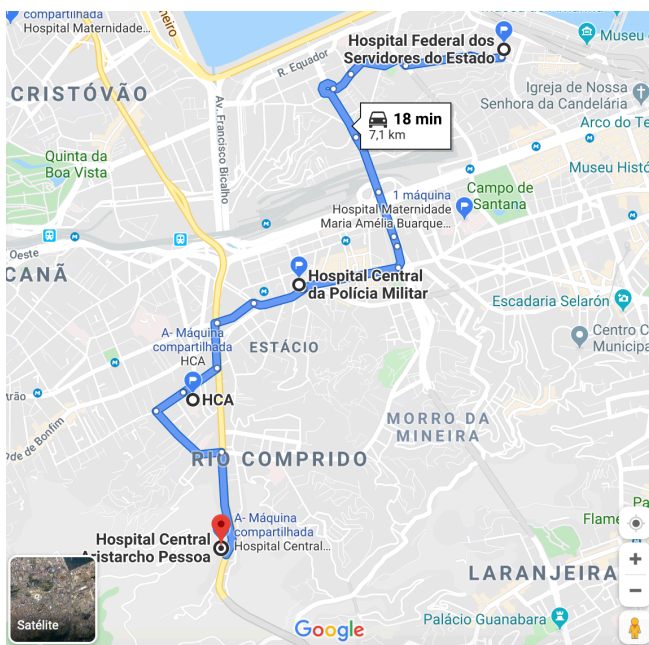 compartilhada
Hospital Maternidade...
Hospital Federal dos
Servidores do Estado
Museu
R. Equador
CRISTÓVÃO
Igreja de Nossa
Senhora da Candelária
Av. Francisco Bicalho
18 min
7,1 km
Arco do Te
Quinta da
Boa Vista
Museu Histó
1 máquina
Hospital Maternidade
Maria Amélia Buarque...
Campo de
Santana
Oeste
CANÃ
Hospital Central
da Polícia Militar
Escadaria Selarón
A- Máquina
compartilhada
HCA
ESTÁCIO
Centro C
Municipa
HCA
MORRO DA
MINEIRA
de de Bonfim
RIO COMPRIDO
A- Máquina
compartilhada
Hospital Central...
Hospital Central
Aristarcho Pessoa
Flame
LARANJEIRA
Satélite
Google
Palácio Guanabara